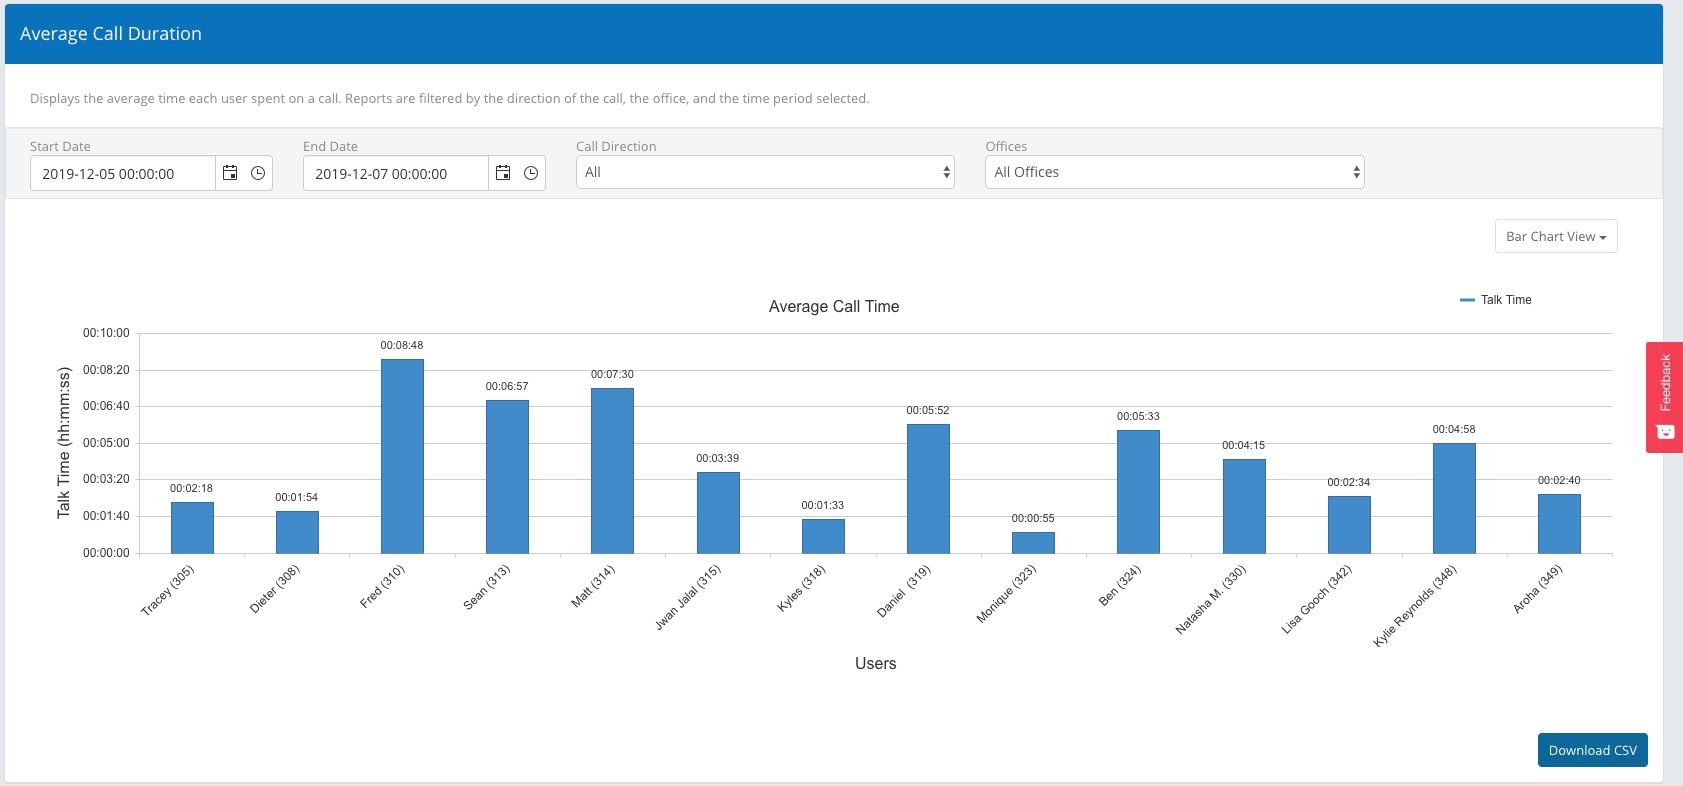 Average Call Duration
Displays the average time each user spent on a call. Reports are filtered by the direction of the call, the office, and the time period selected.
Start Date
End Date
Call Direction
Offices
2019-12-05 00:00:00
2019-12-07 00:00:00
All
All Offices
Bar Chart View
Average Call Time
Talk Time
Talk Time (hh:mm:ss)
00:10:00
00:08:20
00:06:40
00:05:00
00:03:20
00:01:40
00:00:00
00:02:18
00:01:54
00:08:48
00:06:57
00:07:30
00:03:39
00:01:33
00:05:52
00:00:55
00:05:33
00:04:15
00:02:34
00:04:58
00:02:40
Tracey (305)
Dieter (308)
Fred (310)
Sean (313)
Matt (314)
Jwan Jalal (315)
Kyles (318)
Daniel  (319)
Monique (323)
Ben (324)
Natasha M. (330)
Lisa Gooch (342)
Kylie Reynolds (348)
Aroha (349)
Users
Feedback
Download CSV